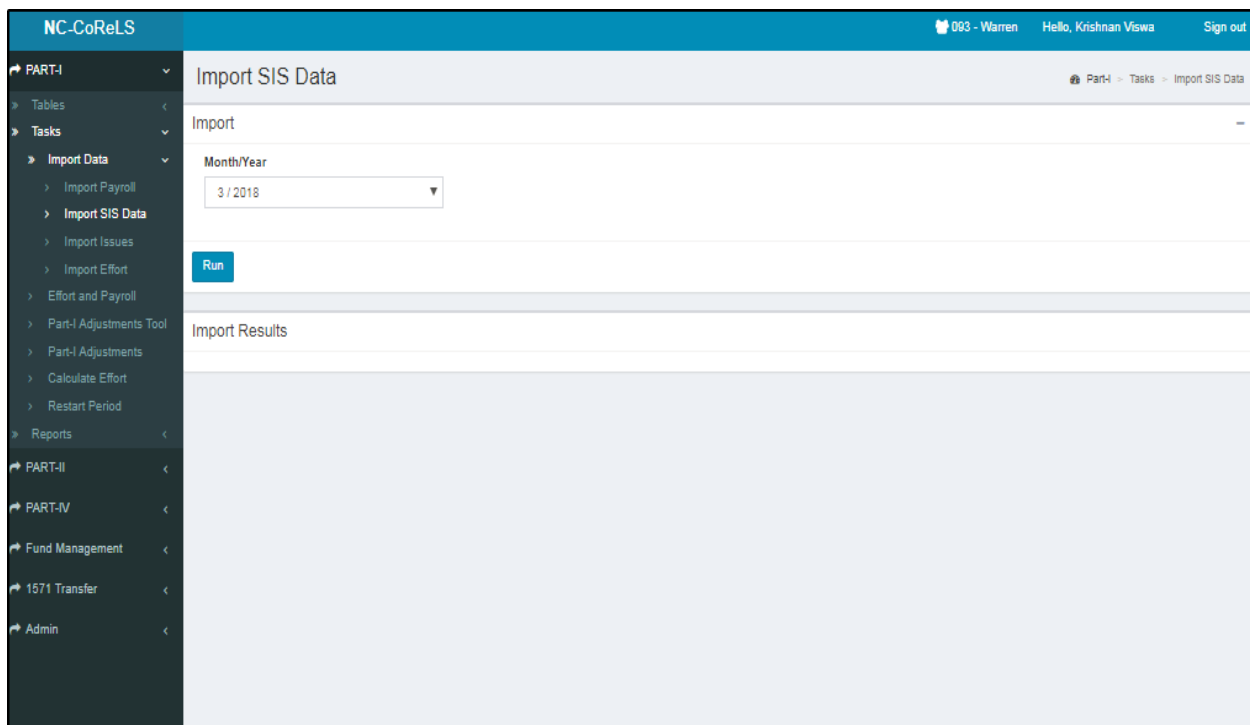 NC-CoReLS
093 - Warren Hello, Krishnan Viswa Sign out
PART-I
Tables
Tasks
Import Data
Import Payroll
Import SIS Data
Import Issues
Import Effort
Effort and Payroll
Part-I Adjustments Tool
Part-I Adjustments
Calculate Effort
Restart Period
Reports
PART-II
PART-IV
Fund Management
1571 Transfer
Admin
Import SIS Data
Part-I > Tasks > Import SIS Data
Import
Month/Year
3 / 2018
Run
Import Results